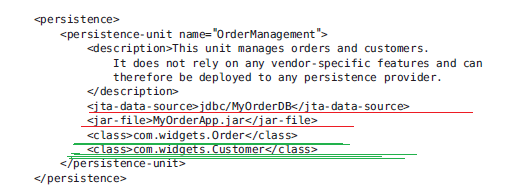 <persistence>
<persistence-unit name="OrderManagement">
<description>This unit manages orders and customers.
It does not rely on any vendor-specific features and can
therefore be deployed to any persistence provider.
</description>
<jta-data-source>jdbc/MyOrderDB</jta-data-source>
<jar-file>MyOrderApp.jar</jar-file>
<class>com.widgets.Order</class>
<class>com.widgets.Customer</class>
</persistence-unit>
</persistence>